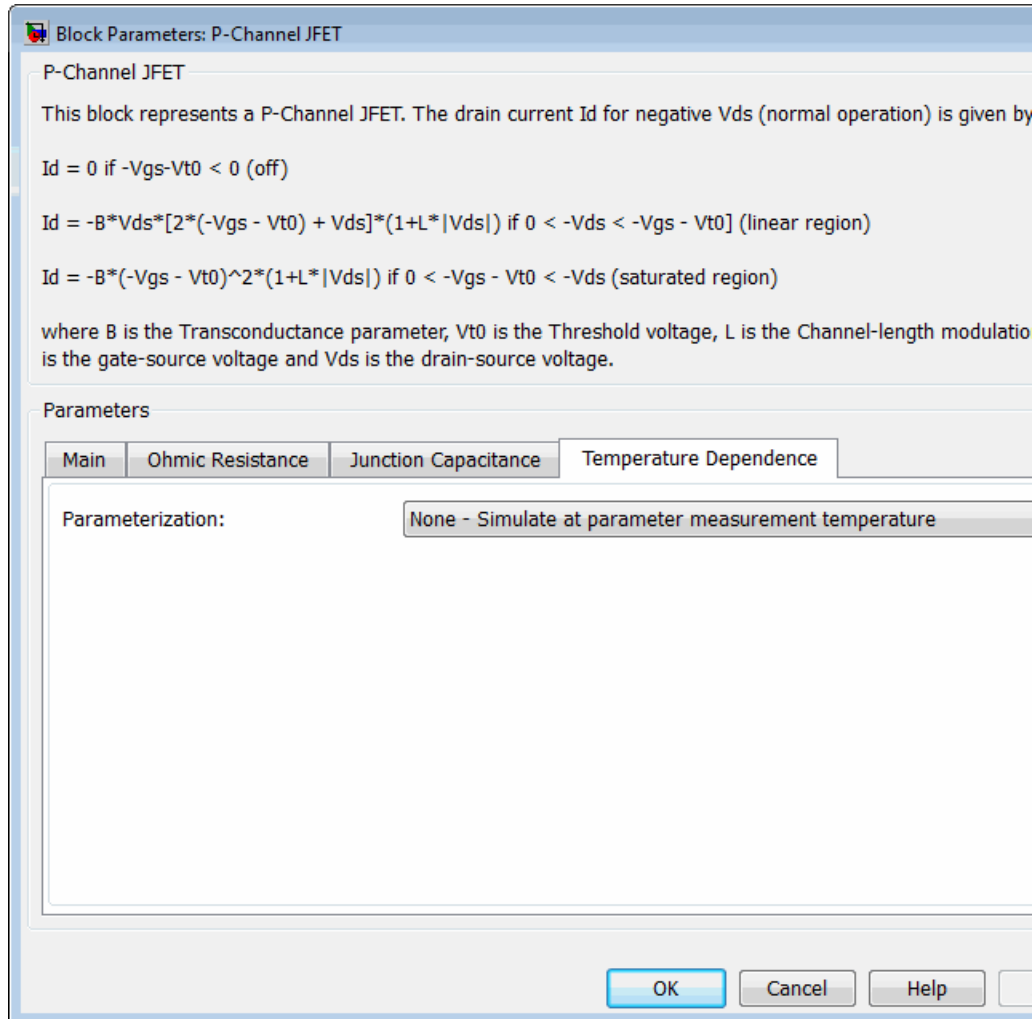 Block Parameters: P-Channel JFET
P-Channel JFET
This block represents a P-Channel JFET. The drain current Id for negative Vds (normal operation) is given by
Id = 0 if -Vgs-Vt0 < 0 (off)
Id = -B*Vds*[2*(-Vgs - Vt0) + Vds]*(1+L*|Vds|) if 0 < -Vds < -Vgs - Vt0] (linear region)
Id = -B*(-Vgs - Vt0)^2*(1+L*|Vds|) if 0 < -Vgs - Vt0 < -Vds (saturated region)
where B is the Transconductance parameter, Vt0 is the Threshold voltage, L is the Channel-length modulatio
is the gate-source voltage and Vds is the drain-source voltage.
Parameters
Main Ohmic Resistance Junction Capacitance Temperature Dependence
Parameterization: None - Simulate at parameter measurement temperature
OK Cancel Help